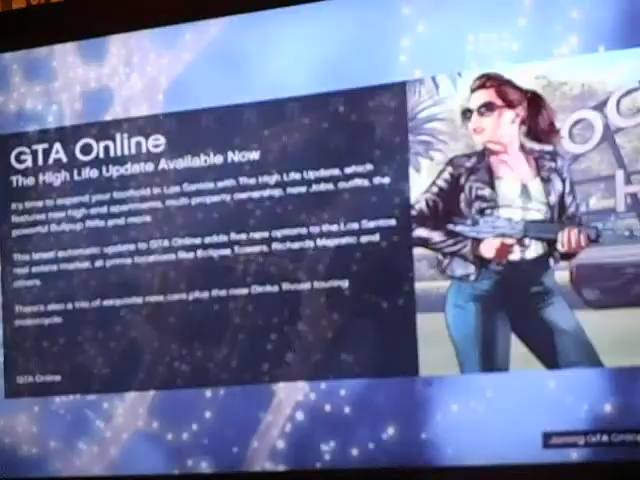 GTA Online
The High Life Update Available Now
It's time to expand your foothold in Los Santos with The High Life Update, which
features new high-end apartments, multi-property ownership, new Jobs, outfits, the
powerful Bullpup Rifle and more.
The latest automatic update to GTA Online adds five new options to the Los Santos
real estate market, at prime locations like Eclipse Towers, Richards Majestic and
others.
There's also a trio of exquisite new cars plus the new Dinka Thrust touring
motorcycle.
GTA Online
OC
H
Joining GTA Online